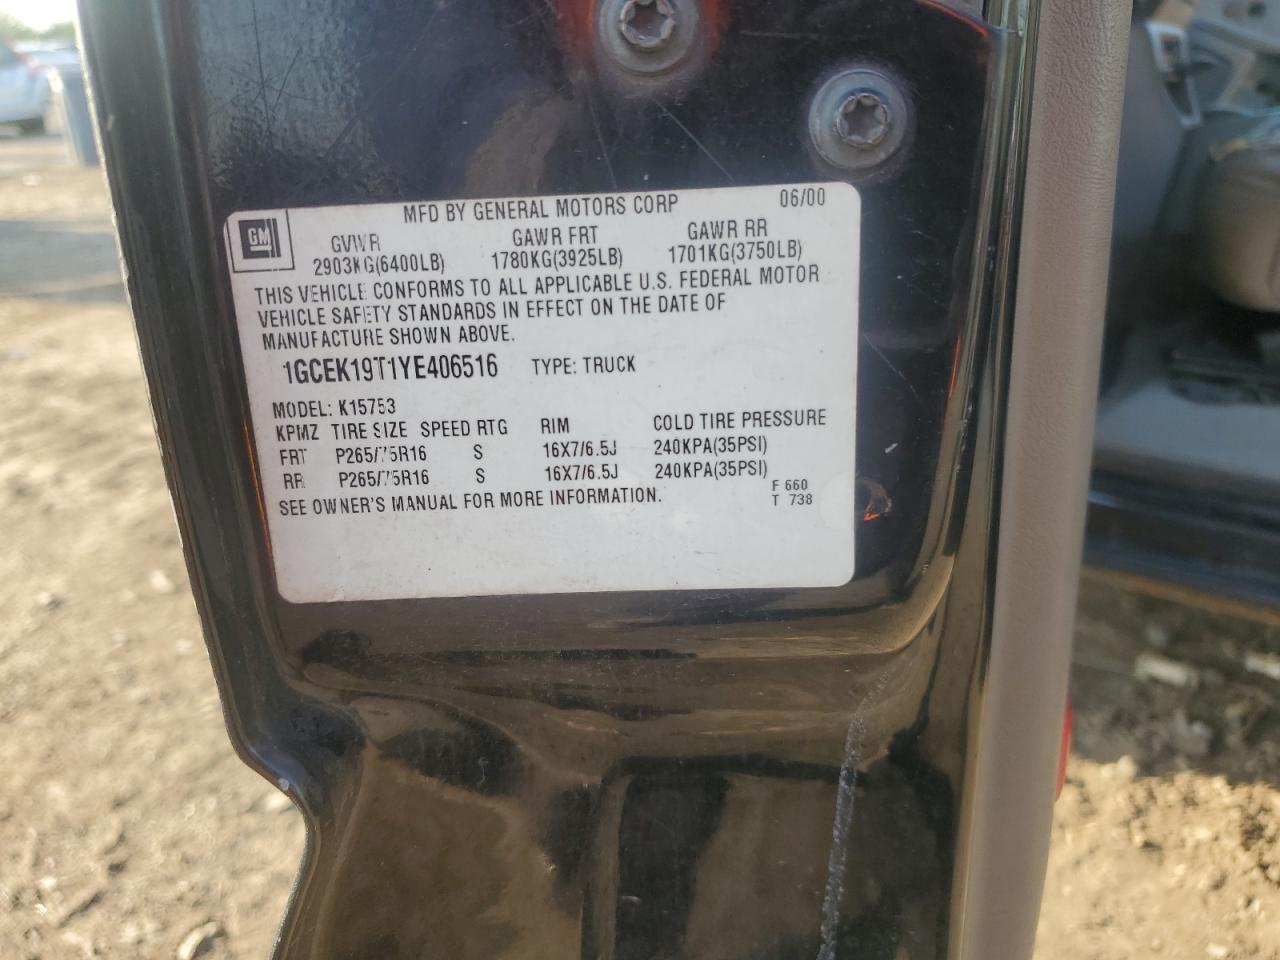 MFD BY GENERAL MOTORS CORP 06/00
GM
GVWR GAWR FRT GAWR RR
2903KG(6400LB) 1780KG(3925LB) 1701KG(3750LB)
THIS VEHICLE CONFORMS TO ALL APPLICABLE U.S. FEDERAL MOTOR
VEHICLE SAFETY STANDARDS IN EFFECT ON THE DATE OF
MANUFACTURE SHOWN ABOVE.
1GCEK19T1YE406516 TYPE: TRUCK
MODEL: K15753
KPMZ TIRE SIZE SPEED RTG RIM COLD TIRE PRESSURE
FRT P265/75R16 S 16X7/6.5J 240KPA(35PSI)
RR P265/75R16 S 16X7/6.5J 240KPA(35PSI)
SEE OWNER'S MANUAL FOR MORE INFORMATION. F 660
T 738